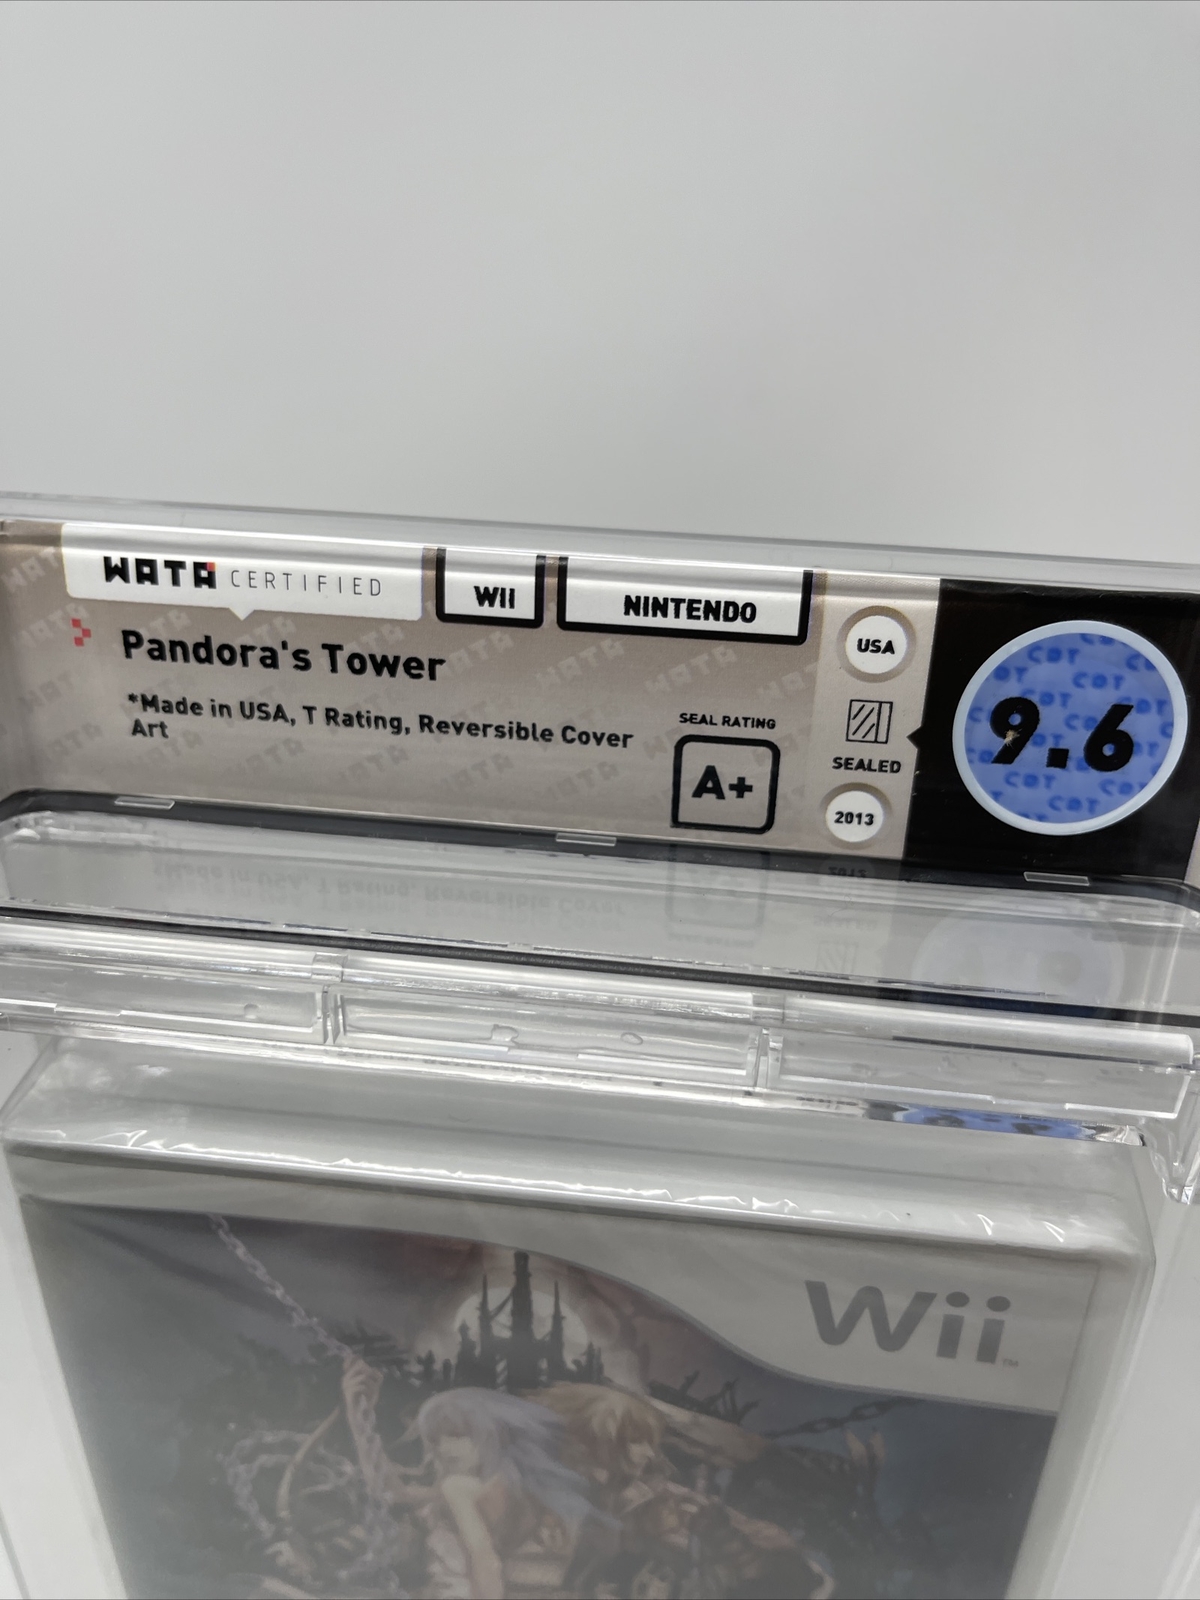 WATA CERTIFIED
WII
NINTENDO
Pandora's Tower
*Made in USA, T Rating, Reversible Cover
Art
SEAL RATING
A+
USA
SEALED
2013
9.6
Wii™